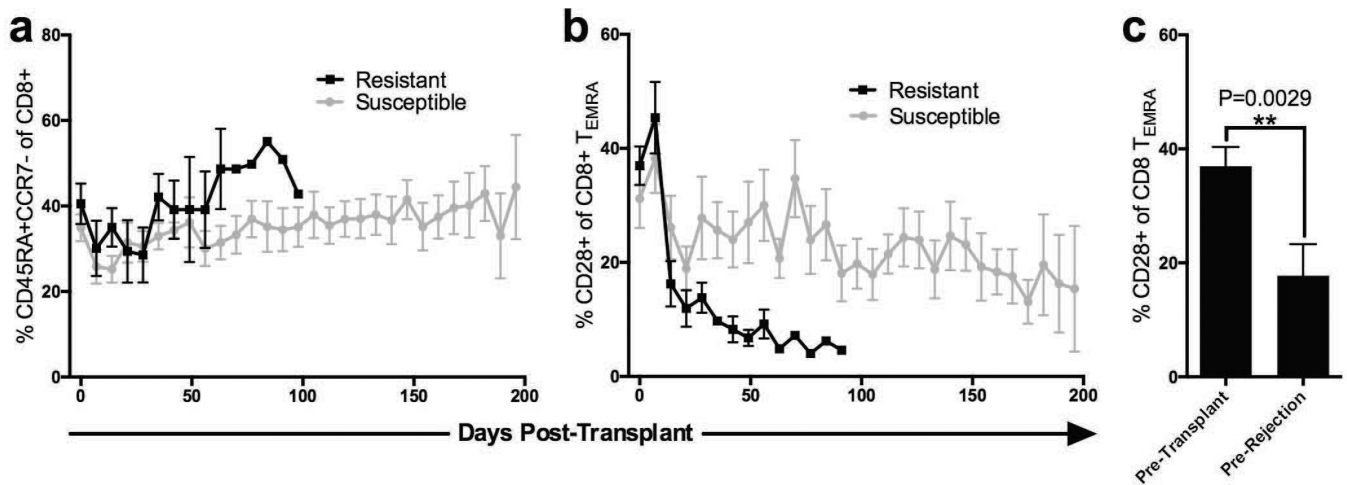 a
% CD45RA+CCR7- of CD8+
80
60
40
20
0
0 50 100 150 200
Resistant
Susceptible
b
% CD28+ of CD8+ TEMRA
60
40
20
0
0 50 100 150 200
Resistant
Susceptible
Days Post-Transplant
c
% CD28+ of CD8 TEMRA
60
40
20
0
P=0.0029
**
Pre-Transplant
Pre-Rejection